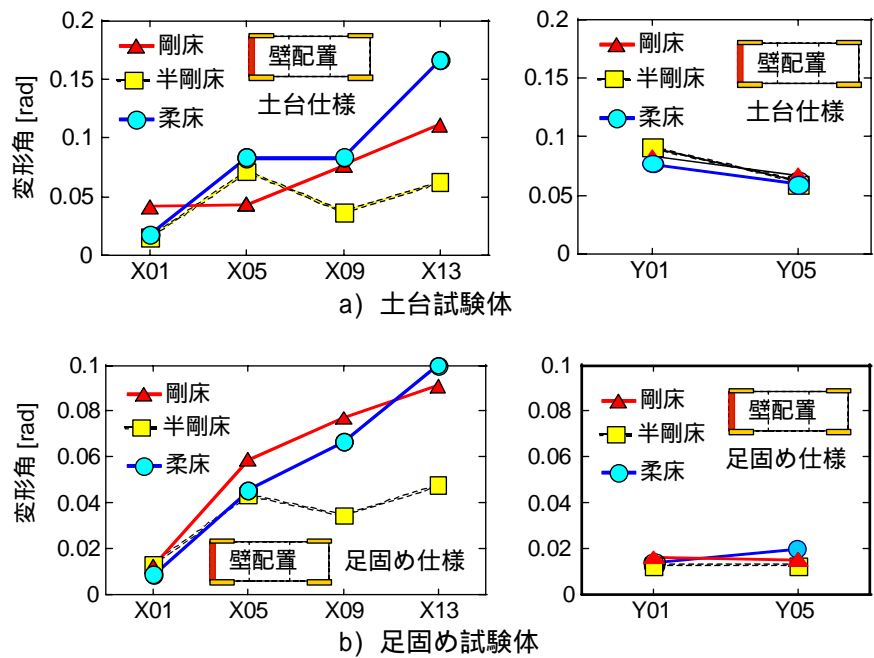 変形角 [rad]
0.2
0.15
0.1
0.05
0
剛床
半剛床
柔床
壁配置
土台仕様
X01 X05 X09 X13
0.2
0.15
0.1
0.05
0
剛床
半剛床
柔床
壁配置
土台仕様
Y01 Y05
a) 土台試験体
変形角 [rad]
0.1
0.08
0.06
0.04
0.02
0
剛床
半剛床
柔床
壁配置 足固め仕様
X01 X05 X09 X13
0.1
0.08
0.06
0.04
0.02
0
剛床
半剛床
柔床
壁配置
足固め仕様
Y01 Y05
b) 足固め試験体